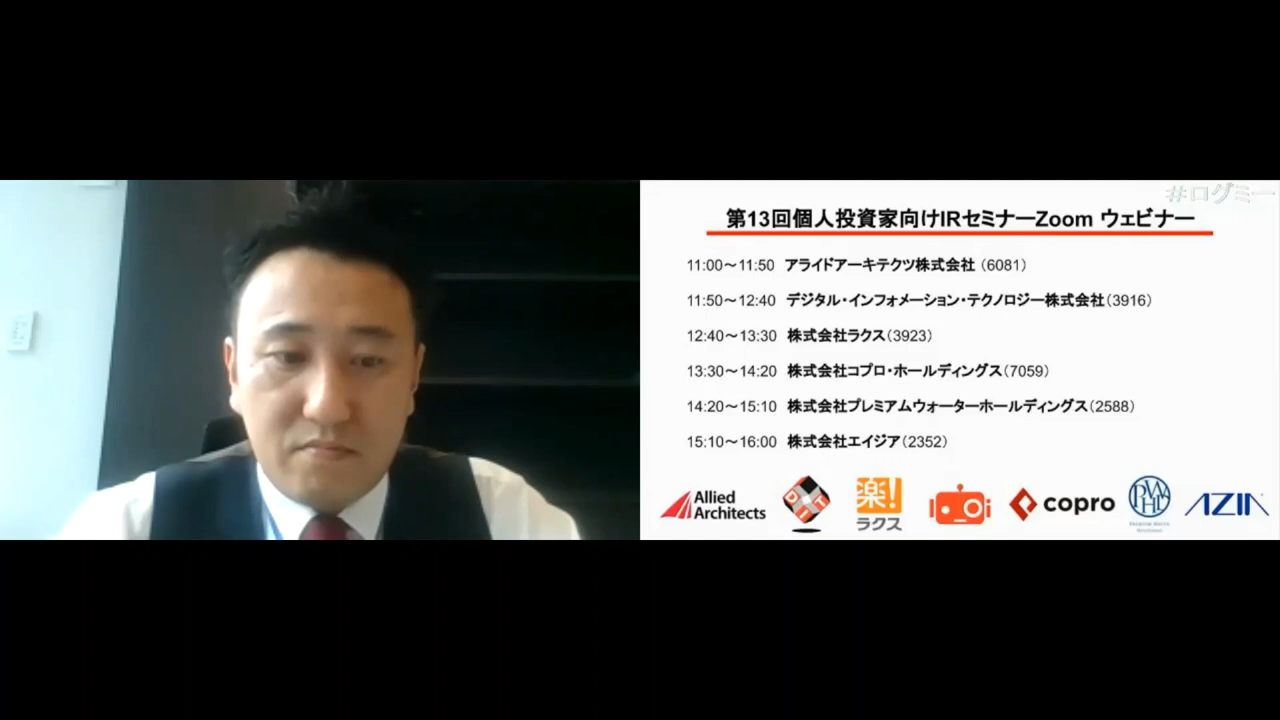 #ログミー
第13回個人投資家向けIRセミナーZoom ウェビナー
11:00～11:50 アライドアーキテクツ株式会社（6081）
11:50～12:40 デジタル・インフォメーション・テクノロジー株式会社（3916）
12:40～13:30 株式会社ラクス（3923）
13:30～14:20 株式会社コプロ・ホールディングス（7059）
14:20～15:10 株式会社プレミアムウォーターホールディングス（2588）
15:10～16:00 株式会社エイジア（2352）
Allied
Architects
DIT
楽！
ラクス
copro
PWHD
AZIA